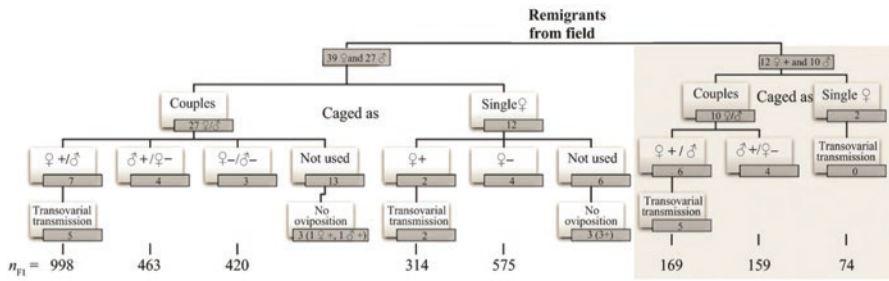 Remigrants
from field
39 ♀ and 27 ♂
12 ♀ + and 10 ♂
Couples
27 ♀/♂
Caged as
Single♀
12
Couples
10 ♀/♂
Caged as
Single ♀
2
♀ +/♂
7
♂+/♀−
4
♀−/♂−
3
Not used
13
♀+
2
♀−
4
Not used
6
♀ +/♂
6
♂+/♀−
4
Transovarial
transmission
0
Transovarial
transmission
5
No
oviposition
3 (1 ♀ +, 1 ♂ +)
Transovarial
transmission
2
No
oviposition
3 (3+)
Transovarial
transmission
5
nF1 = 998 463 420 314 575 169 159 74